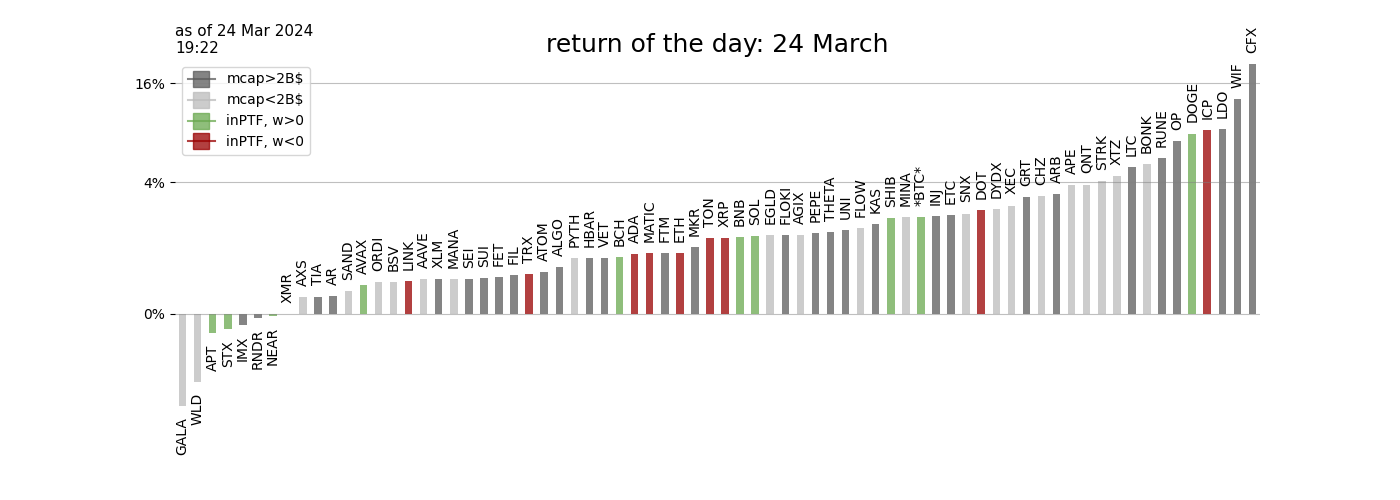 as of 24 Mar 2024
19:22
return of the day: 24 March
mcap>2B$
mcap<2B$
inPTF, w>0
inPTF, w<0
16%
4%
0%
GALA
WLD
APT
STX
IMX
RNDR
NEAR
XMR
AXS
TIA
AR
SAND
AVAX
ORDI
BSV
LINK
AAVE
XLM
MANA
SEI
SUI
FET
FIL
TRX
ATOM
ALGO
PYTH
HBAR
VET
BCH
ADA
MATIC
FTM
ETH
MKR
TON
XRP
BNB
SOL
EGLD
FLOKI
AGIX
PEPE
THETA
UNI
FLOW
KAS
SHIB
MINA
*BTC*
INJ
ETC
SNX
DOT
DYDX
XEC
GRT
CHZ
ARB
APE
QNT
STRK
XTZ
LTC
BONK
RUNE
OP
DOGE
ICP
LDO
WIF
CFX